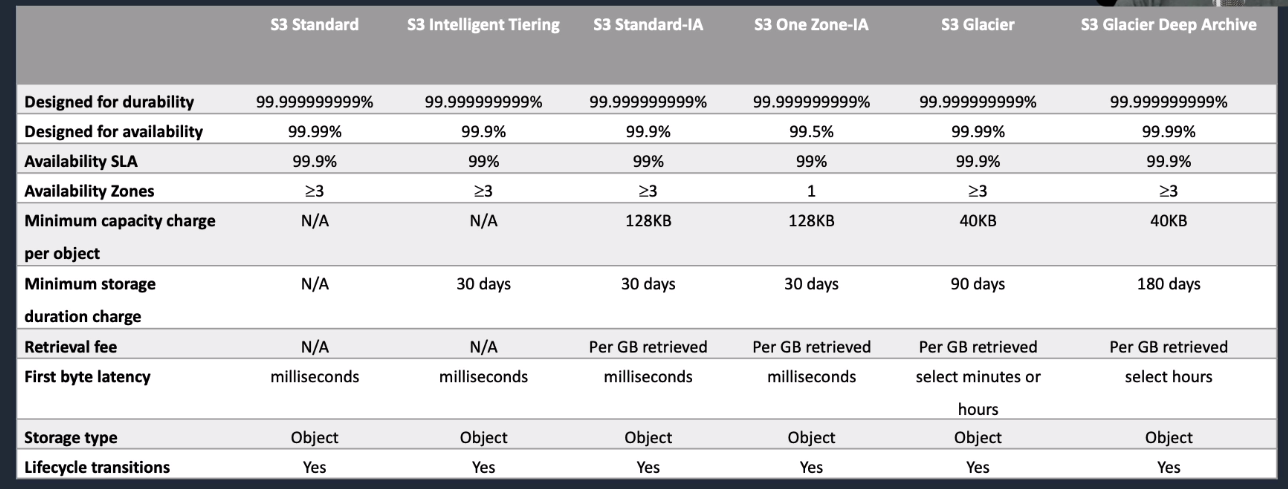 S3 Standard S3 Intelligent Tiering S3 Standard-IA S3 One Zone-IA S3 Glacier S3 Glacier Deep Archive
Designed for durability 99.999999999% 99.999999999% 99.999999999% 99.999999999% 99.999999999% 99.999999999%
Designed for availability 99.99% 99.9% 99.9% 99.5% 99.99% 99.99%
Availability SLA 99.9% 99% 99% 99% 99.9% 99.9%
Availability Zones ≥3 ≥3 ≥3 1 ≥3 ≥3
Minimum capacity charge N/A N/A 128KB 128KB 40KB 40KB
per object
Minimum storage N/A 30 days 30 days 30 days 90 days 180 days
duration charge
Retrieval fee N/A N/A Per GB retrieved Per GB retrieved Per GB retrieved Per GB retrieved
First byte latency milliseconds milliseconds milliseconds milliseconds select minutes or select hours
hours
Storage type Object Object Object Object Object Object
Lifecycle transitions Yes Yes Yes Yes Yes Yes